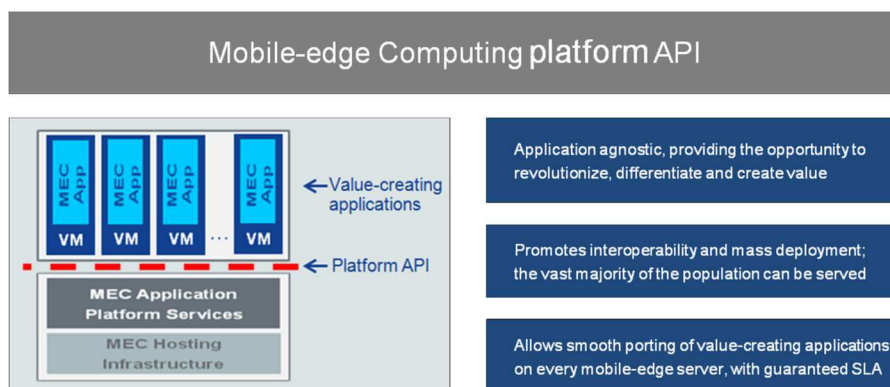 Mobile-edge Computing platform API
MEC App
MEC App
MEC App
MEC App
VM
VM
VM
...
VM
Value-creating
applications
Platform API
MEC Application
Platform Services
MEC Hosting
Infrastructure
Application agnostic, providing the opportunity to
revolutionize, differentiate and create value
Promotes interoperability and mass deployment;
the vast majority of the population can be served
Allows smooth porting of value-creating applications
on every mobile-edge server, with guaranteed SLA